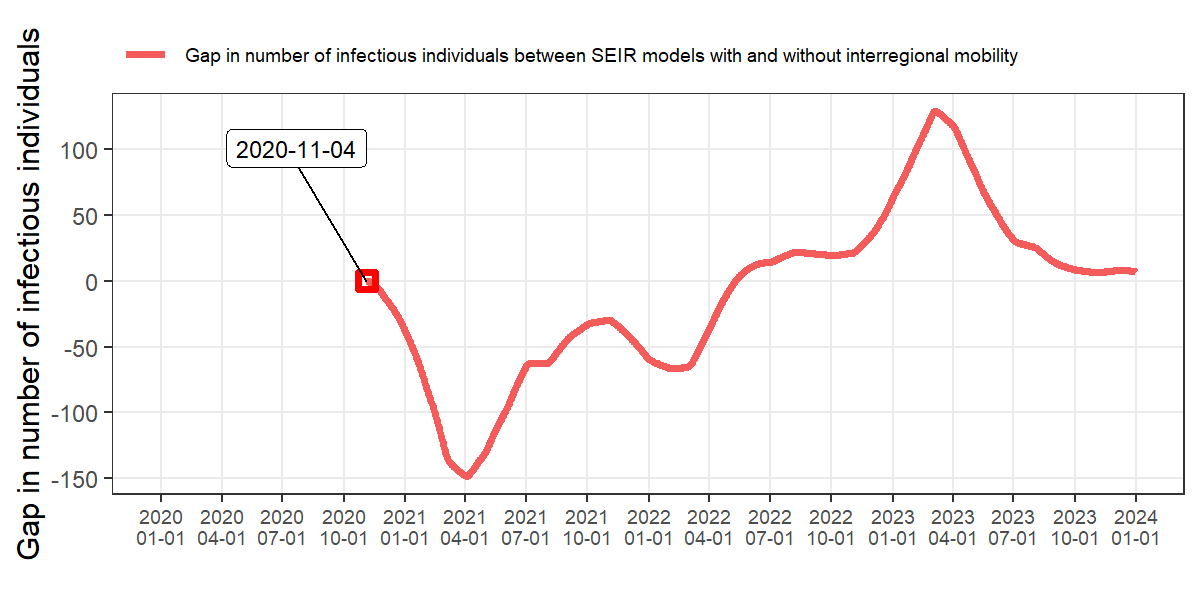 Gap in number of infectious individuals between SEIR models with and without interregional mobility
Gap in number of infectious individuals
2020-11-04
100
50
0
-50
-100
-150
2020 2020 2020 2020 2021 2021 2021 2021 2022 2022 2022 2022 2023 2023 2023 2023 2024
01-01 04-01 07-01 10-01 01-01 04-01 07-01 10-01 01-01 04-01 07-01 10-01 01-01 04-01 07-01 10-01 01-01